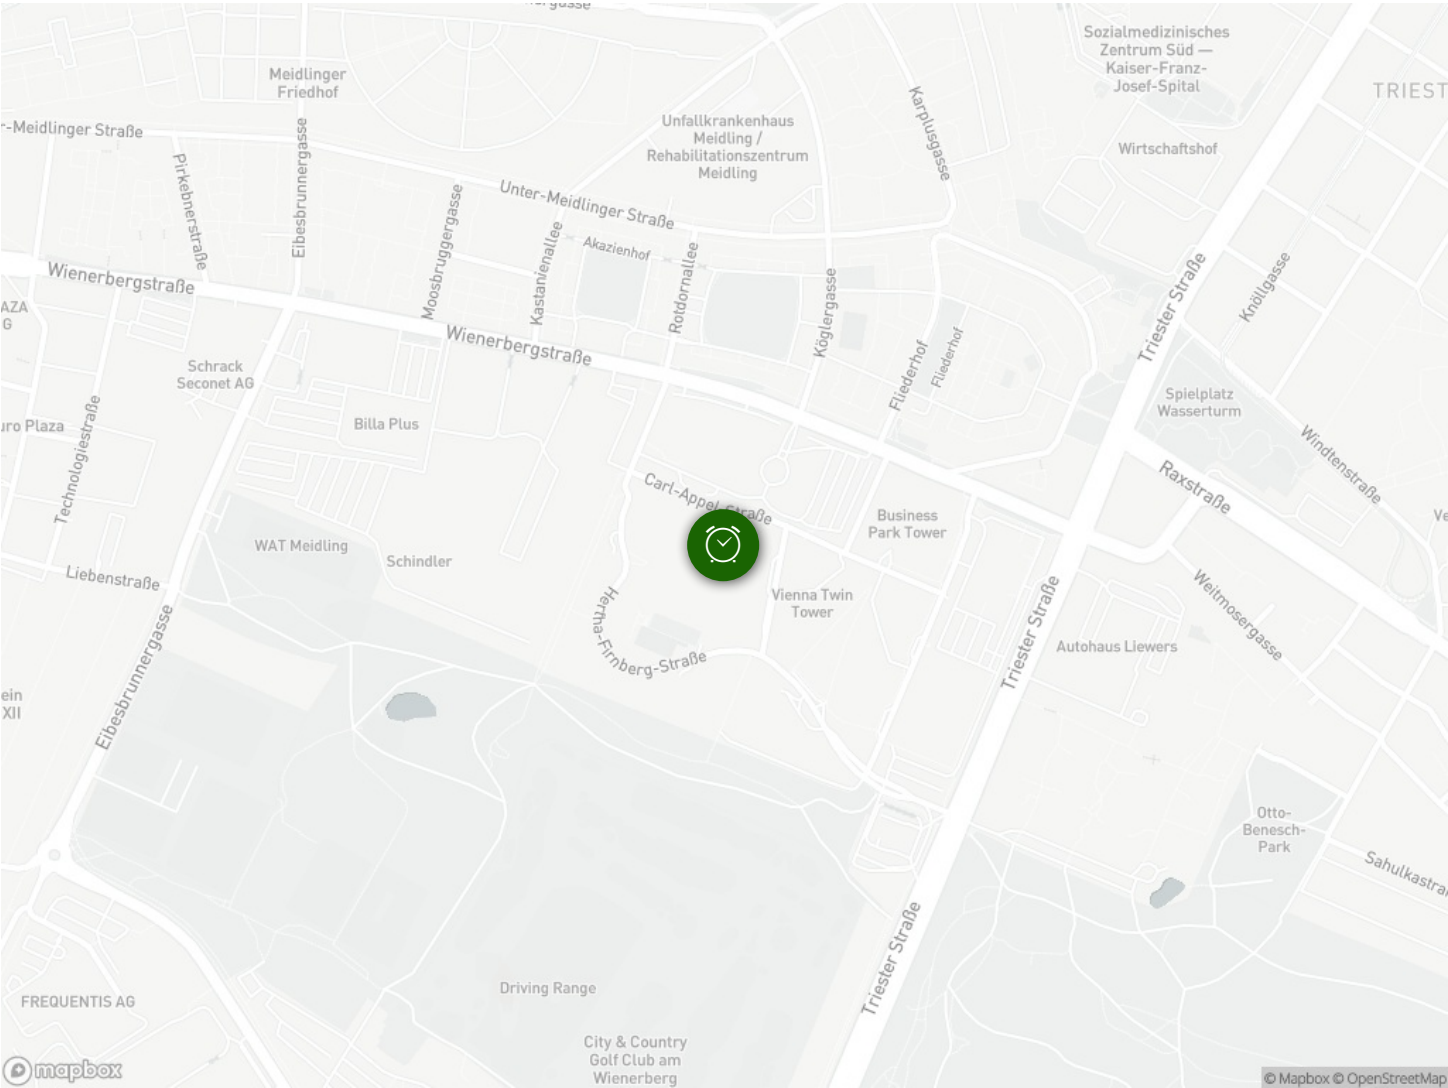 Meidlinger
Friedhof
Sozialmedizinisches
Zentrum Süd —
Kaiser-Franz-
Josef-Spital
TRIEST
r-Meidlinger Straße
Eibesbrunnergasse
Unfallkrankenhaus
Meidling /
Rehabilitationszentrum
Meidling
Karplusgasse
Wirtschaftshof
Pirkebnerstraße
Moosbruggergasse
Unter-Meidlinger Straße
Kastanienallee
Akazienhof
Rotdornallee
Köglergasse
Triester Straße
Knöllgasse
Wienerbergstraße
AZA
G
Wienerbergstraße
Fliederhof
Fliederhof
Schrack
Seconet AG
Spielplatz
Wasserturm
uro Plaza
Technologiestraße
Billa Plus
Windtenstraße
Carl-Appel-Straße
Raxstraße
Business
Park Tower
Ve
WAT Meidling
Schindler
Liebenstraße
Hertha-Firnberg-Straße
Vienna Twin
Tower
Triester Straße
Weitmosergasse
Autohaus Liewers
Eibesbrunnergasse
ein
XII
Otto-
Benesch-
Park
Sahulkastra
Triester Straße
Driving Range
FREQUENTIS AG
City & Country
Golf Club am
Wienerberg
mapbox
© Mapbox © OpenStreetMap